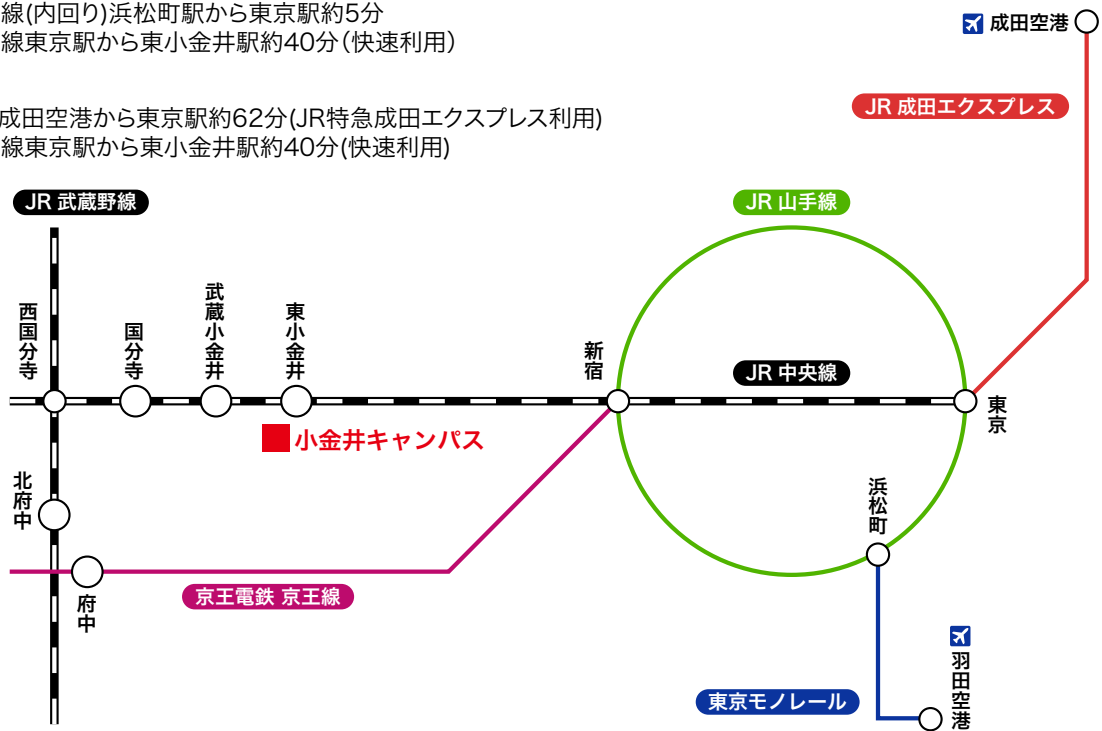 線(内回り)浜松町駅から東京駅約5分
線東京駅から東小金井駅約40分(快速利用)
成田空港から東京駅約62分(JR特急成田エクスプレス利用)
線東京駅から東小金井駅約40分(快速利用)
成田空港
JR 成田エクスプレス
JR 武蔵野線
JR 山手線
西国分寺
国分寺
武蔵小金井
東小金井
新宿
JR 中央線
東京
小金井キャンパス
北府中
浜松町
府中
京王電鉄 京王線
羽田空港
東京モノレール